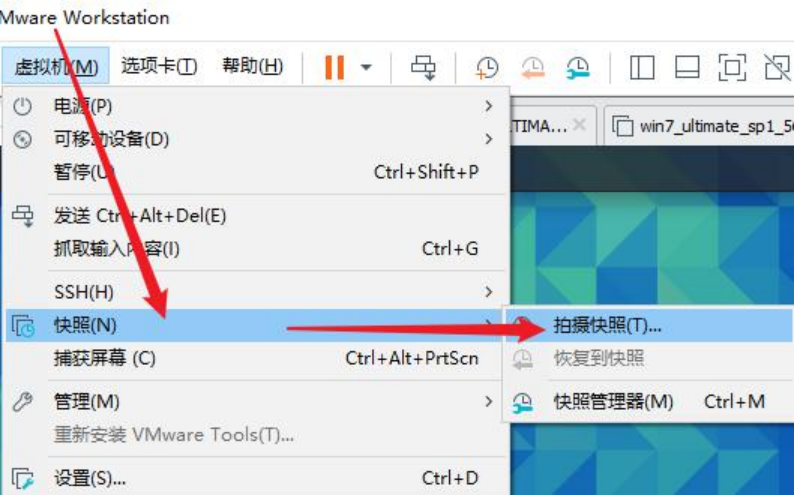 Mware Workstation
虚拟机(M) 选项卡(T) 帮助(H)
电源(P)
TIMA... win7_ultimate_sp1_
可移动设备(D)
暂停(U) Ctrl+Shift+P
发送 Ctrl+Alt+Del(E)
抓取输入内容(I) Ctrl+G
SSH(H)
快照(N) 拍摄快照(T)...
捕获屏幕 (C) Ctrl+Alt+PrtScn 恢复到快照
管理(M) 快照管理器(M) Ctrl+M
重新安装 VMware Tools(T)...
设置(S)... Ctrl+D